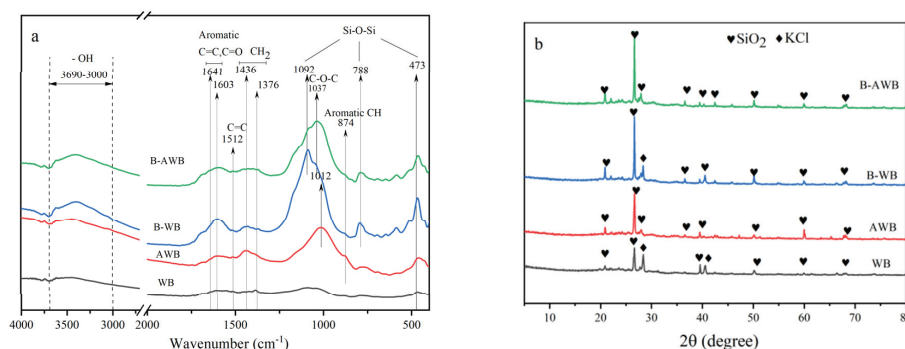 a
Aromatic
C=C,C=O
CH2
Si-O-Si
- OH
3690-3000
1641
1436
1092
C-O-C
788
473
1603
1376
1037
Aromatic CH
874
C=C
1512
1012
B-AWB
B-WB
AWB
WB
4000 3500 3000 2000 1500 1000 500
Wavenumber (cm-1)
b
♥SiO2 ♦KCl
B-AWB
B-WB
AWB
WB
10 20 30 40 50 60 70 80
2θ (degree)